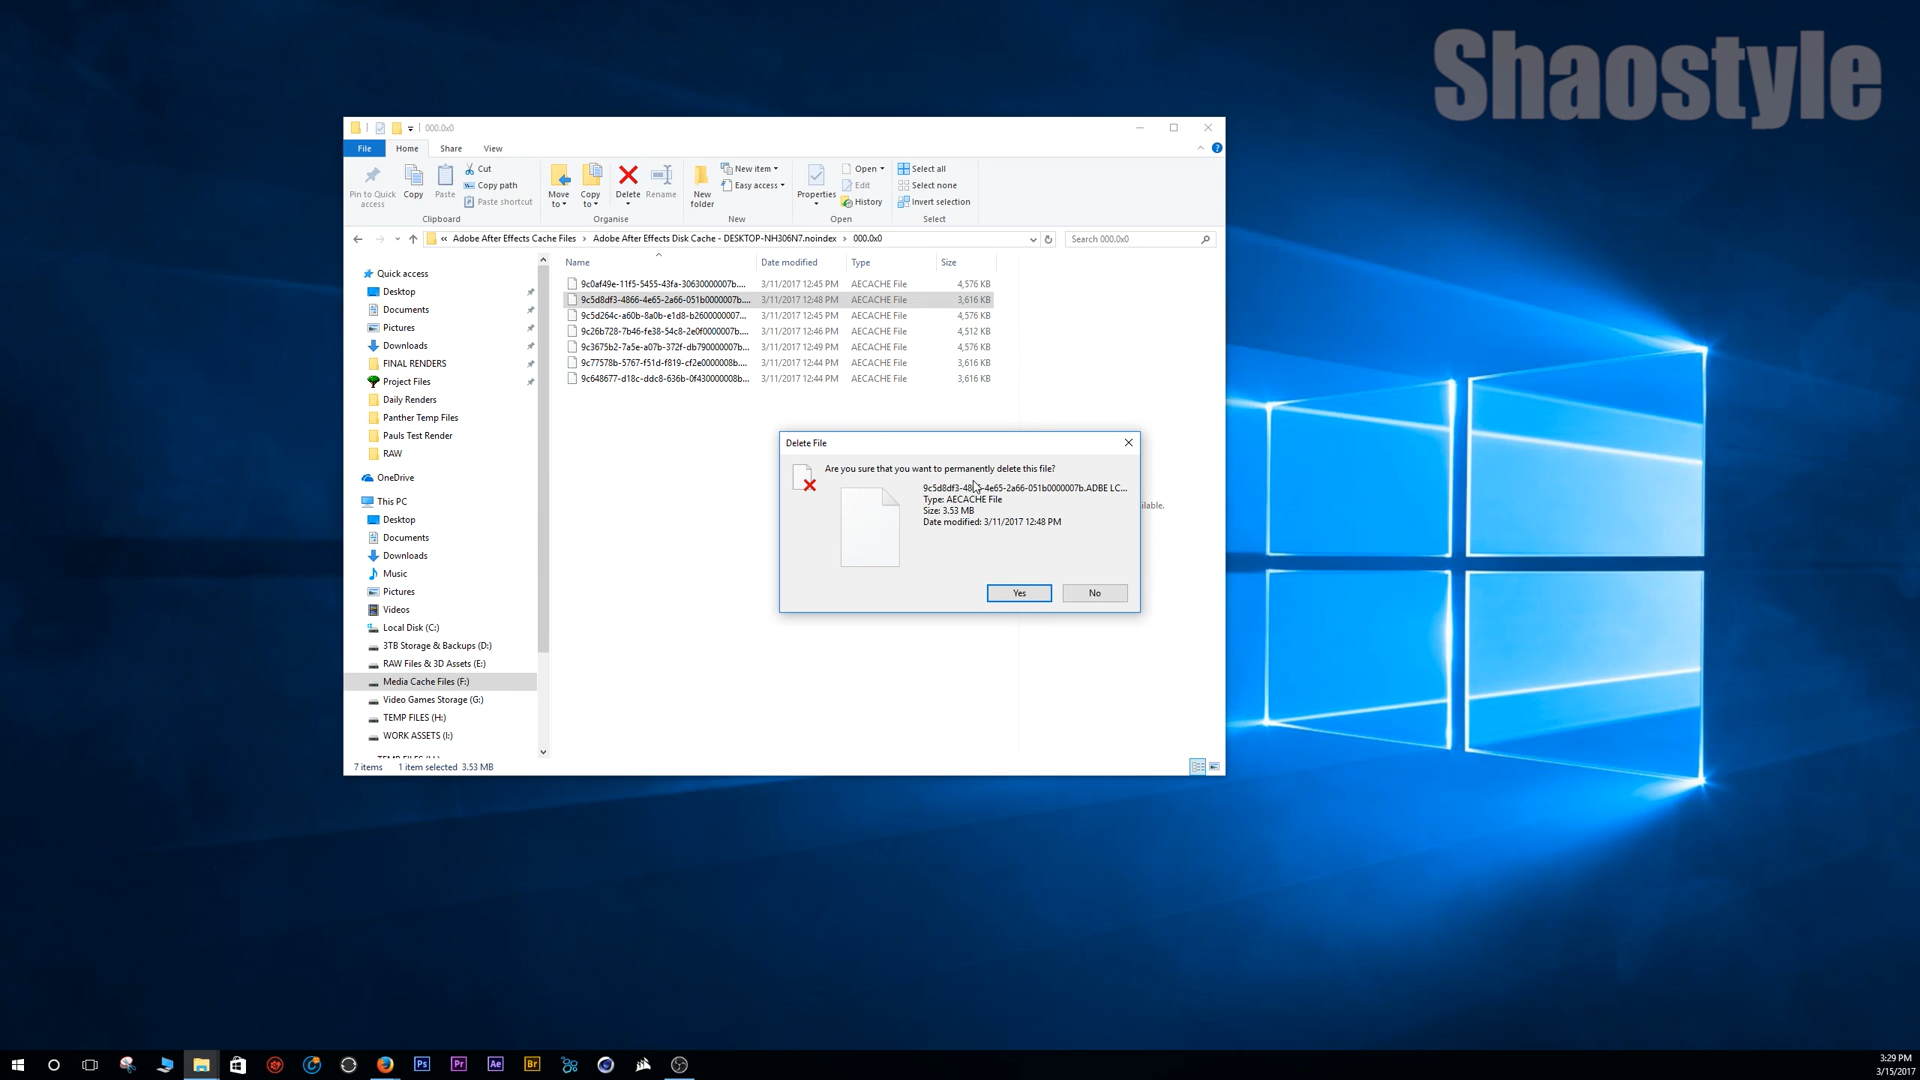 Shaostyle
000.0x0
File
Home
Share
View
Pin to Quick access
Copy
Paste
Cut
Copy path
Paste shortcut
Clipboard
Move to
Copy to
Delete
Rename
Organise
New folder
New item
Easy access
New
Properties
Open
Edit
History
Open
Select all
Select none
Invert selection
Select
« Adobe After Effects Cache Files > Adobe After Effects Disk Cache - DESKTOP-NH306N7.noindex > 000.0x0
Search 000.0x0
Name Date modified Type Size
9c0af49e-11f5-5455-43fa-30630000007b.... 3/11/2017 12:45 PM AECACHE File 4,576 KB
9c5d8df3-4866-4e65-2a66-051b0000007b.... 3/11/2017 12:48 PM AECACHE File 3,616 KB
9c5d264c-a60b-8a0b-e1d8-b2600000007... 3/11/2017 12:45 PM AECACHE File 4,576 KB
9c26b728-7b46-fe38-54c8-2e0f0000007b.... 3/11/2017 12:46 PM AECACHE File 4,512 KB
9c3675b2-7a5e-a07b-372f-db790000007b... 3/11/2017 12:49 PM AECACHE File 4,576 KB
9c77578b-5767-f51d-f819-cf2e0000008b.... 3/11/2017 12:44 PM AECACHE File 3,616 KB
9c648677-d18c-ddc8-636b-0f430000008b... 3/11/2017 12:44 PM AECACHE File 3,616 KB
Quick access
Desktop
Documents
Pictures
Downloads
FINAL RENDERS
Project Files
Daily Renders
Panther Temp Files
Pauls Test Render
RAW
OneDrive
This PC
Desktop
Documents
Downloads
Music
Pictures
Videos
Local Disk (C:)
3TB Storage & Backups (D:)
RAW Files & 3D Assets (E:)
Media Cache Files (F:)
Video Games Storage (G:)
TEMP FILES (H:)
WORK ASSETS (I:)
7 items 1 item selected 3.53 MB
Delete File
Are you sure that you want to permanently delete this file?
Type: AECACHE File
Size: 3.53 MB
Date modified: 3/11/2017 12:48 PM
Yes
No
ilable.
Ps
Pr
Ae
Br
3:29 PM
3/15/2017